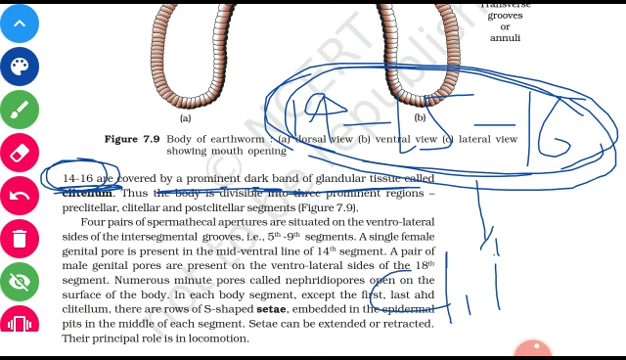 Transverse
grooves
or
annuli
(a)
(b)
14 - 15 - 16
Figure 7.9 Body of earthworm : (a) dorsal view (b) ventral view (c) lateral view
showing mouth opening
14-16 are covered by a prominent dark band of glandular tissue called
clitellum. Thus the body is divisible into three prominent regions –
preclitellar, clitellar and postclitellar segments (Figure 7.9).
Four pairs of spermathecal apertures are situated on the ventro-lateral
sides of the intersegmental grooves, i.e., 5th -9th segments. A single female
genital pore is present in the mid-ventral line of 14th segment. A pair of
male genital pores are present on the ventro-lateral sides of the 18th
segment. Numerous minute pores called nephridiopores open on the
surface of the body. In each body segment, except the first, last and
clitellum, there are rows of S-shaped setae, embedded in the epidermal
pits in the middle of each segment. Setae can be extended or retracted.
Their principal role is in locomotion.